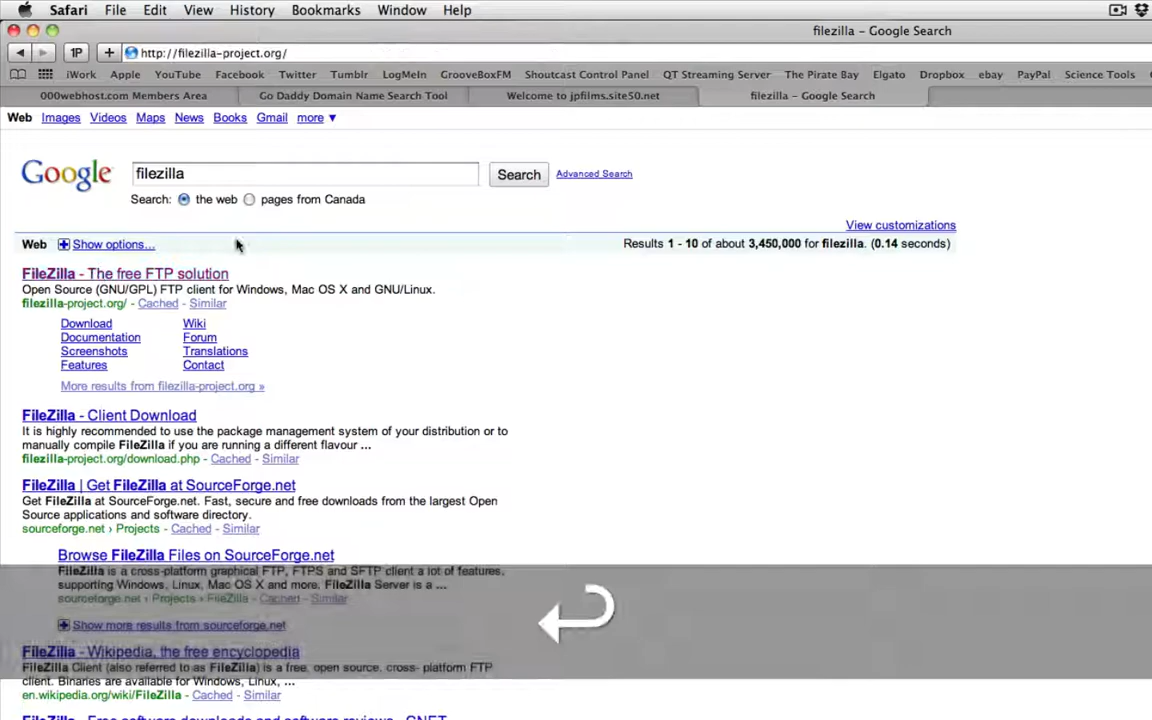 Safari File Edit View History Bookmarks Window Help
filezilla – Google Search
1P + http://filezilla-project.org/
iWork Apple YouTube Facebook Twitter Tumblr LogMeIn GrooveBoxFM Shoutcast Control Panel QT Streaming Server The Pirate Bay Elgato Dropbox ebay PayPal Science Tools
000webhost.com Members Area Go Daddy Domain Name Search Tool Welcome to jpfilms.site50.net filezilla – Google Search
Web Images Videos Maps News Books Gmail more ▼
Google filezilla Search Advanced Search
Search: the web pages from Canada
View customizations
Web Show options... Results 1 - 10 of about 3,450,000 for filezilla. (0.14 seconds)
FileZilla - The free FTP solution
Open Source (GNU/GPL) FTP client for Windows, Mac OS X and GNU/Linux.
filezilla-project.org/ - Cached - Similar
Download Wiki
Documentation Forum
Screenshots Translations
Features Contact
More results from filezilla-project.org »
FileZilla - Client Download
It is highly recommended to use the package management system of your distribution or to
manually compile FileZilla if you are running a different flavour ...
filezilla-project.org/download.php - Cached - Similar
FileZilla | Get FileZilla at SourceForge.net
Get FileZilla at SourceForge.net. Fast, secure and free downloads from the largest Open
Source applications and software directory.
sourceforge.net › Projects - Cached - Similar
Browse FileZilla Files on SourceForge.net
FileZilla is a cross-platform graphical FTP, FTPS and SFTP client a lot of features,
supporting Windows, Linux, Mac OS X and more. FileZilla Server is a ...
sourceforge.net › Projects › FileZilla - Cached - Similar
Show more results from sourceforge.net
FileZilla - Wikipedia, the free encyclopedia
FileZilla Client (also referred to as FileZilla) is a free, open source, cross- platform FTP
client. Binaries are available for Windows, Linux, ...
en.wikipedia.org/wiki/FileZilla - Cached - Similar
FileZilla - Free software downloads and software reviews - CNET